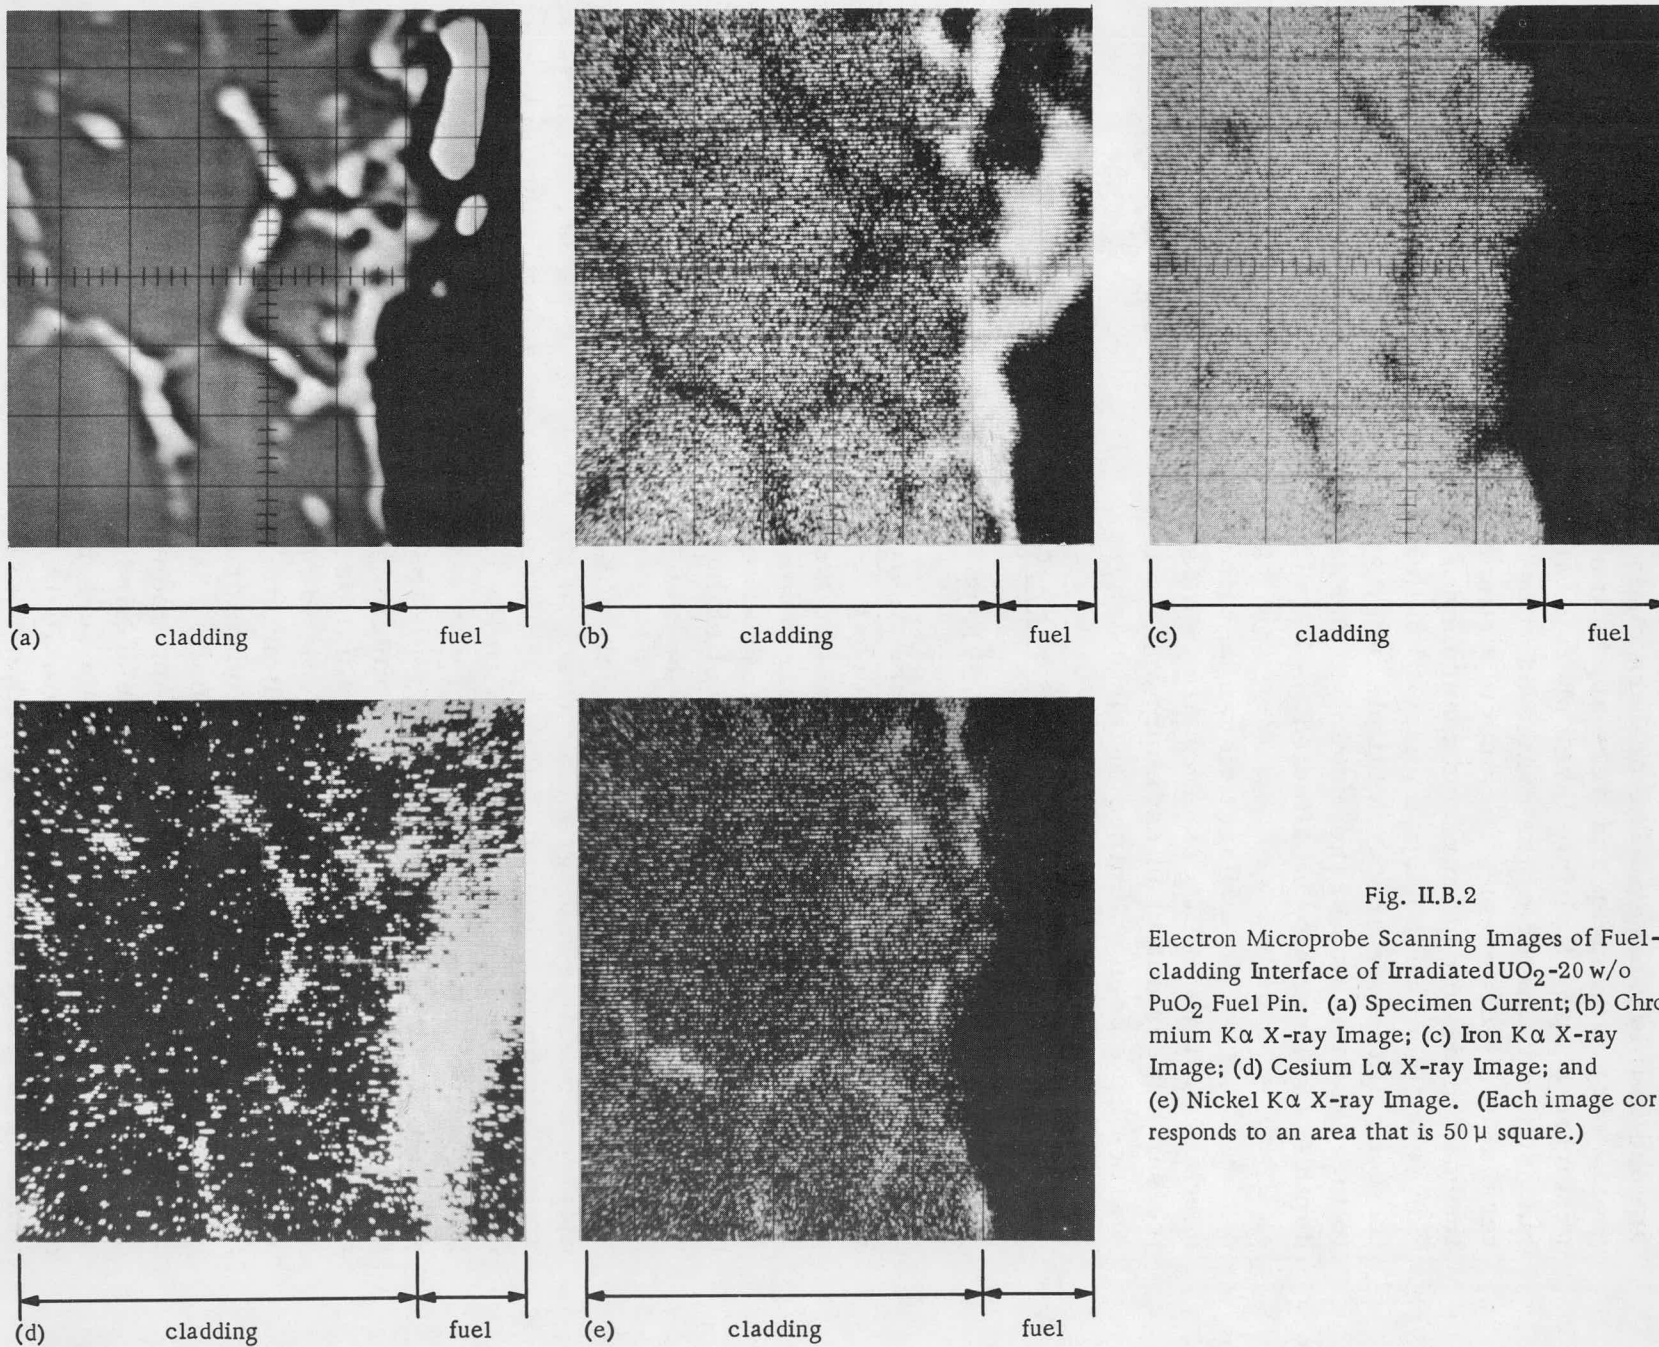 cladding fuel
(a)
cladding fuel
(b)
cladding fuel
(c)
cladding fuel
(d)
cladding fuel
(e)
Fig. II.B.2
Electron Microprobe Scanning Images of Fuel-
cladding Interface of Irradiated UO₂-20 w/o
PuO₂ Fuel Pin. (a) Specimen Current; (b) Chro
mium Kα X-ray Image; (c) Iron Kα X-ray
Image; (d) Cesium Lα X-ray Image; and
(e) Nickel Kα X-ray Image. (Each image cor
responds to an area that is 50 μ square.)